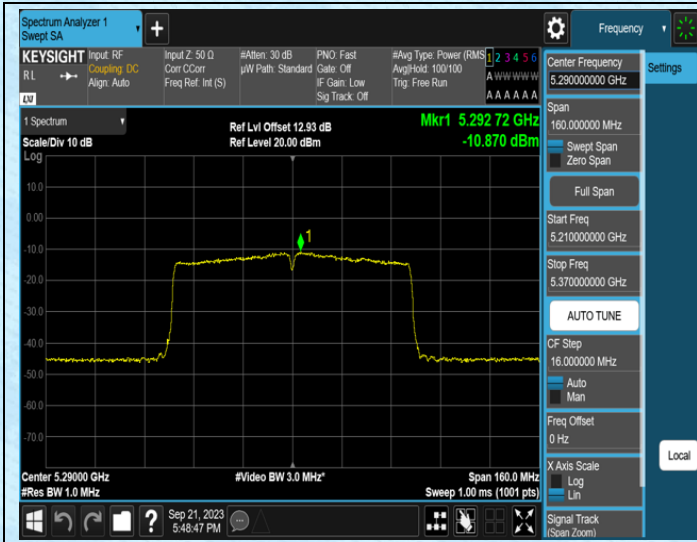 Spectrum Analyzer 1
Swept SA
Frequency
KEYSIGHT
RL
LXI
Input: RF
Coupling: DC
Align: Auto
Input Z: 50 Ω
Corr CCorr
Freq Ref: Int (S)
#Atten: 30 dB
µW Path: Standard
PNO: Fast
Gate: Off
IF Gain: Low
Sig Track: Off
#Avg Type: Power (RMS
Avg|Hold: 100/100
Trig: Free Run
1 2 3 4 5 6
A W W W W W
A A A A A A
1 Spectrum
Scale/Div 10 dB
Log
Ref Lvl Offset 12.93 dB
Ref Level 20.00 dBm
Mkr1 5.292 72 GHz
-10.870 dBm
10.0
0.00
-10.0
-20.0
-30.0
-40.0
-50.0
-60.0
-70.0
1
Center 5.29000 GHz
#Res BW 1.0 MHz
#Video BW 3.0 MHz*
Span 160.0 MHz
Sweep 1.00 ms (1001 pts)
?
Sep 21, 2023
5:48:47 PM
Center Frequency
5.290000000 GHz
Span
160.000000 MHz
Swept Span
Zero Span
Full Span
Start Freq
5.210000000 GHz
Stop Freq
5.370000000 GHz
AUTO TUNE
CF Step
16.000000 MHz
Auto
Man
Freq Offset
0 Hz
X Axis Scale
Log
Lin
Signal Track
(Span Zoom)
Settings
Local